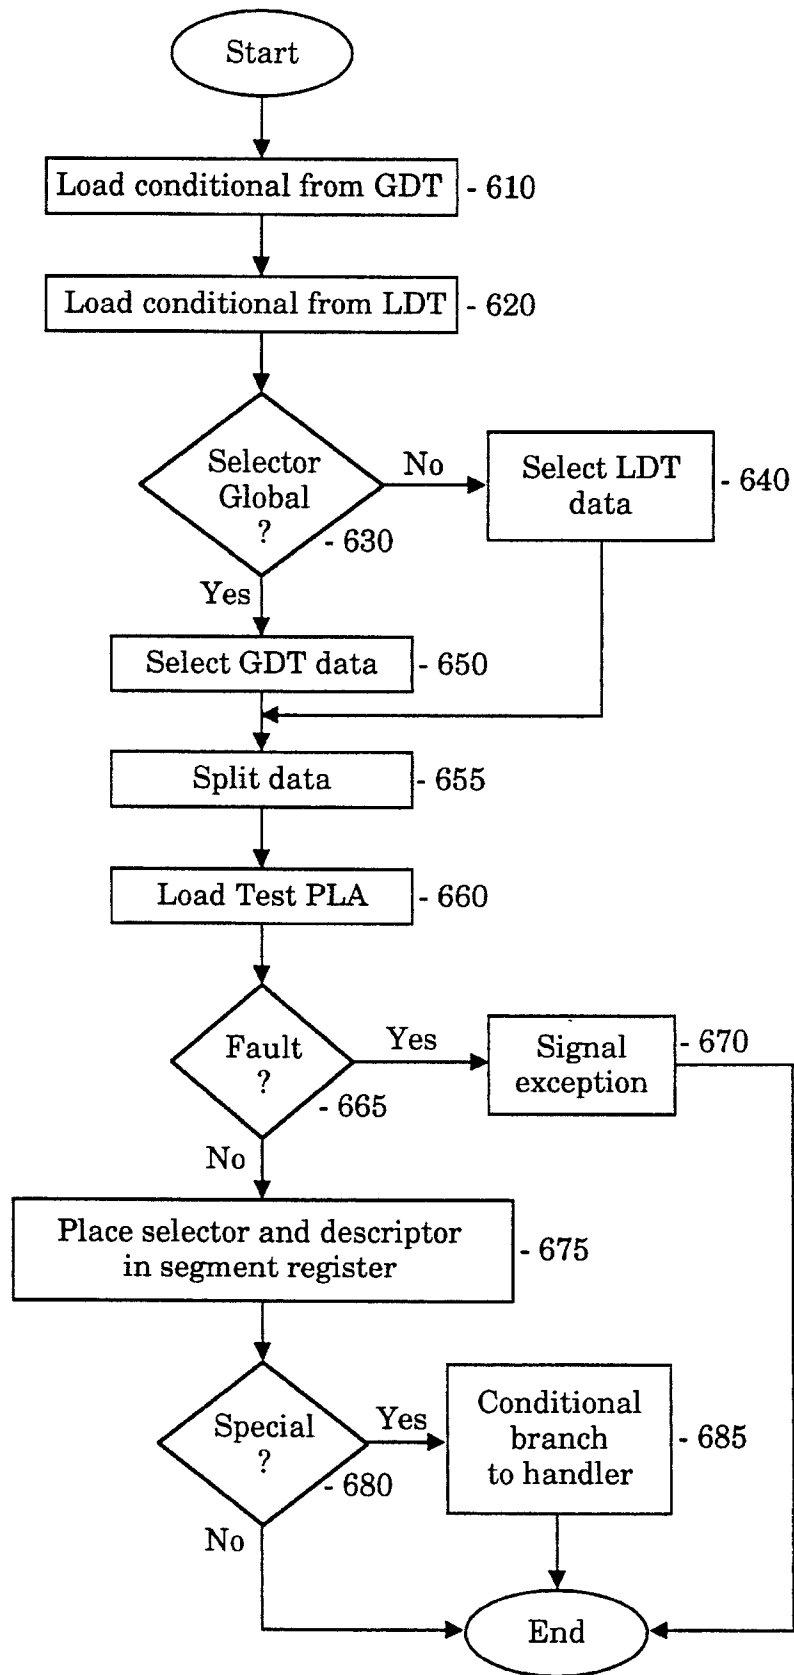 Start
Load conditional from GDT - 610
Load conditional from LDT - 620
Selector
Global
?
- 630
No
Select LDT
data
- 640
Yes
Select GDT data - 650
Split data - 655
Load Test PLA - 660
Fault
?
- 665
Yes
Signal
exception
- 670
No
Place selector and descriptor
in segment register
- 675
Special
?
- 680
Yes
Conditional
branch
to handler
- 685
No
End